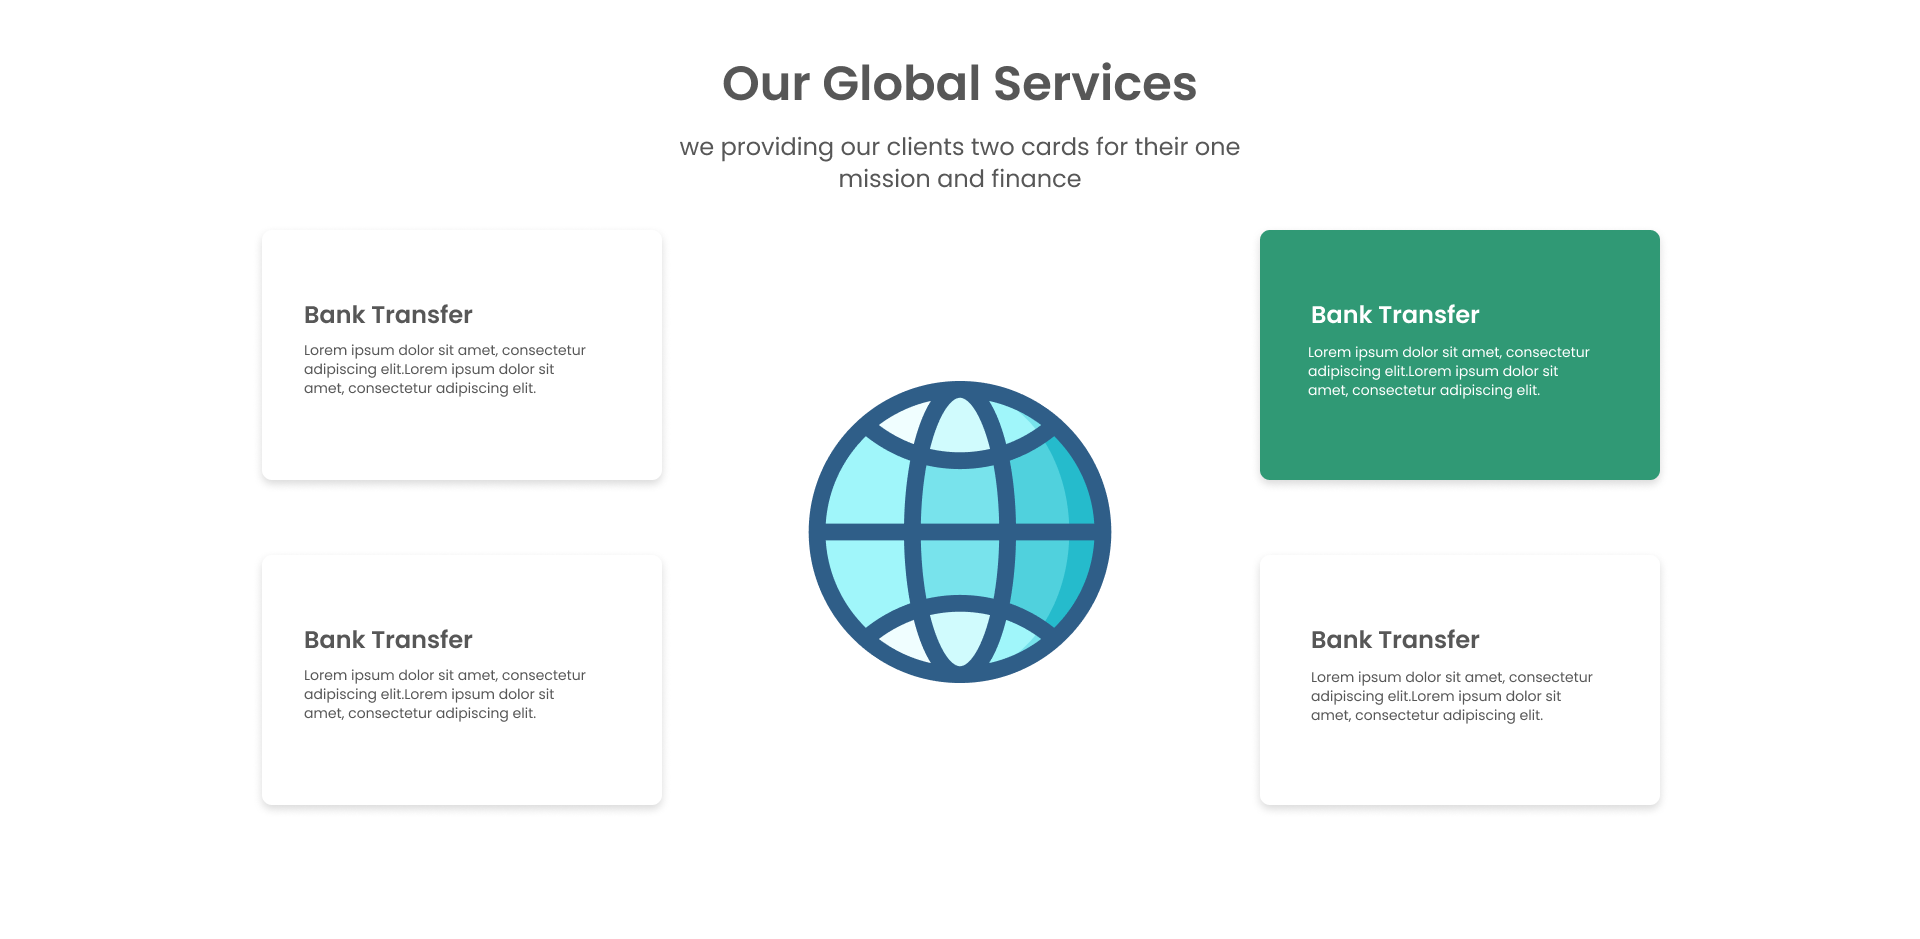 Our Global Services
we providing our clients two cards for their one
mission and finance
Bank Transfer
Lorem ipsum dolor sit amet, consectetur
adipiscing elit.Lorem ipsum dolor sit
amet, consectetur adipiscing elit.
Bank Transfer
Lorem ipsum dolor sit amet, consectetur
adipiscing elit.Lorem ipsum dolor sit
amet, consectetur adipiscing elit.
Bank Transfer
Lorem ipsum dolor sit amet, consectetur
adipiscing elit.Lorem ipsum dolor sit
amet, consectetur adipiscing elit.
Bank Transfer
Lorem ipsum dolor sit amet, consectetur
adipiscing elit.Lorem ipsum dolor sit
amet, consectetur adipiscing elit.